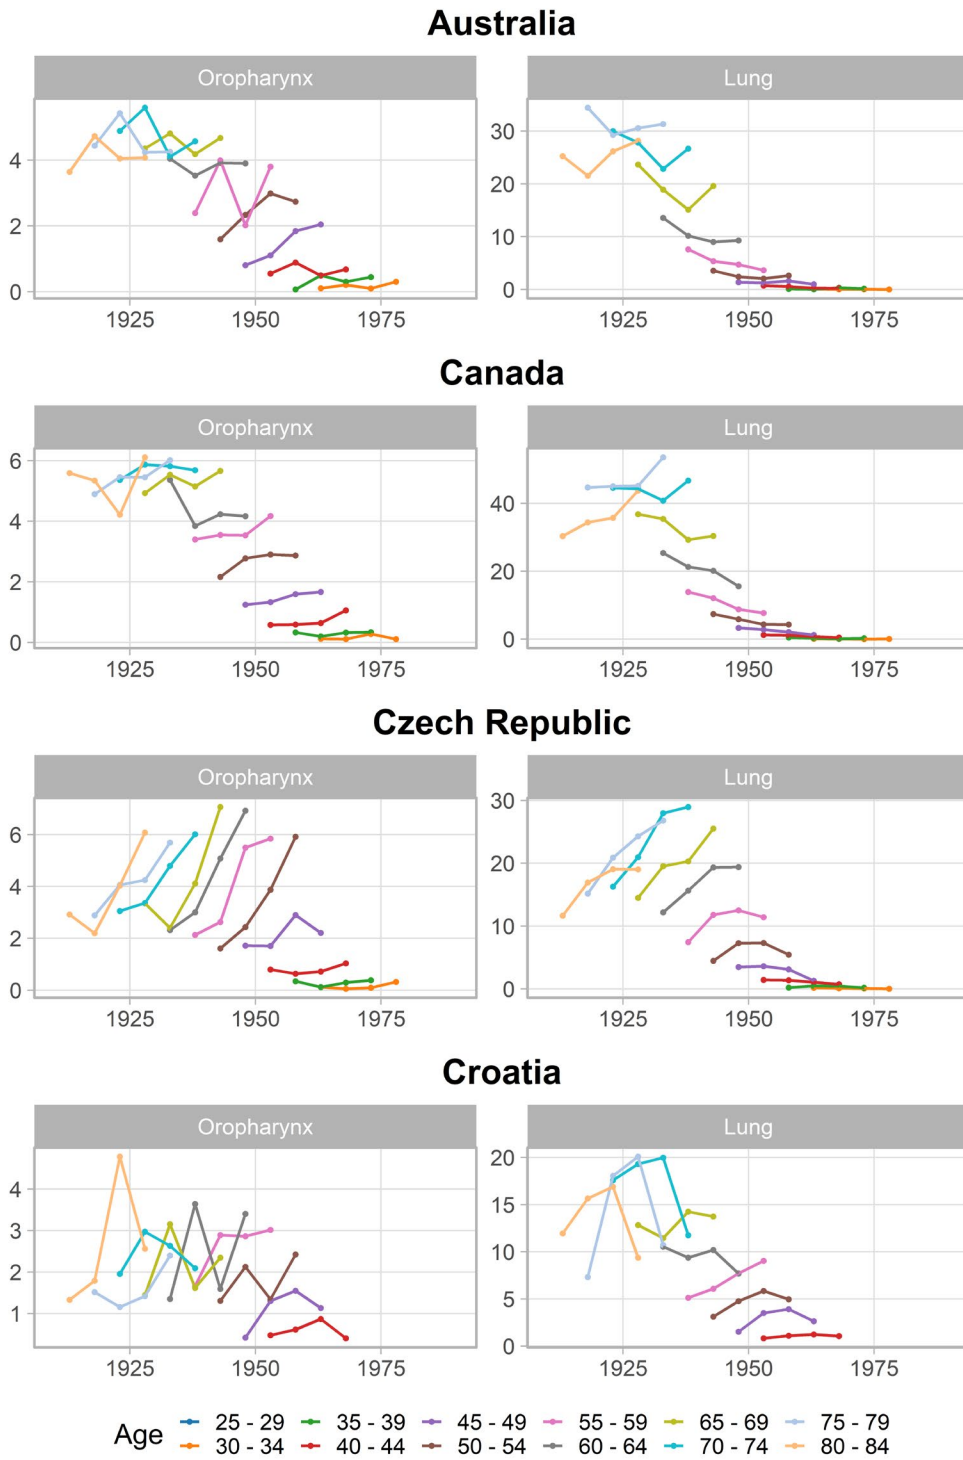 Australia
Oropharynx Lung
4
2
0
30
20
10
0
1925 1950 1975 1925 1950 1975
Canada
Oropharynx Lung
6
4
2
0
40
20
0
1925 1950 1975 1925 1950 1975
Czech Republic
Oropharynx Lung
6
4
2
0
30
20
10
0
1925 1950 1975 1925 1950 1975
Croatia
Oropharynx Lung
4
3
2
1
20
15
10
5
0
1925 1950 1975 1925 1950 1975
Age
25 - 29 35 - 39 45 - 49 55 - 59 65 - 69 75 - 79
30 - 34 40 - 44 50 - 54 60 - 64 70 - 74 80 - 84